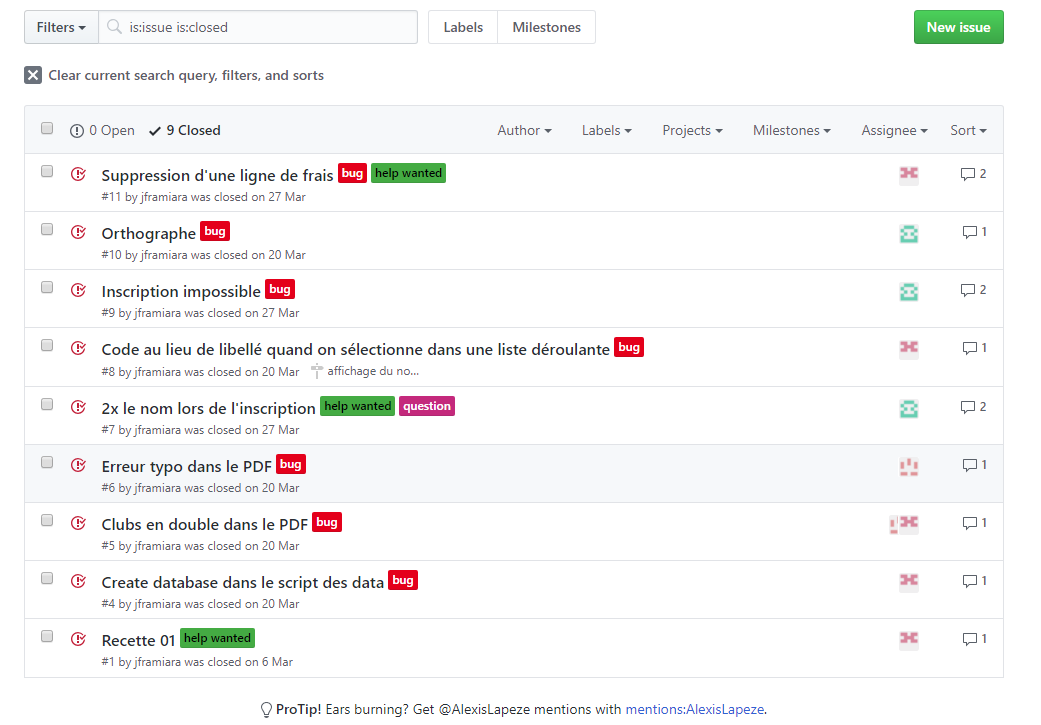 Filters is:issue is:closed Labels Milestones New issue
Clear current search query, filters, and sorts
0 Open 9 Closed Author Labels Projects Milestones Assignee Sort
Suppression d'une ligne de frais bug help wanted 2
#11 by jframiara was closed on 27 Mar
Orthographe bug 1
#10 by jframiara was closed on 20 Mar
Inscription impossible bug 2
#9 by jframiara was closed on 27 Mar
Code au lieu de libellé quand on sélectionne dans une liste déroulante bug 1
#8 by jframiara was closed on 20 Mar affichage du no...
2x le nom lors de l'inscription help wanted question 2
#7 by jframiara was closed on 27 Mar
Erreur typo dans le PDF bug 1
#6 by jframiara was closed on 20 Mar
Clubs en double dans le PDF bug 1
#5 by jframiara was closed on 20 Mar
Create database dans le script des data bug 1
#4 by jframiara was closed on 20 Mar
Recette 01 help wanted 1
#1 by jframiara was closed on 6 Mar
ProTip! Ears burning? Get @AlexisLapeze mentions with mentions:AlexisLapeze.